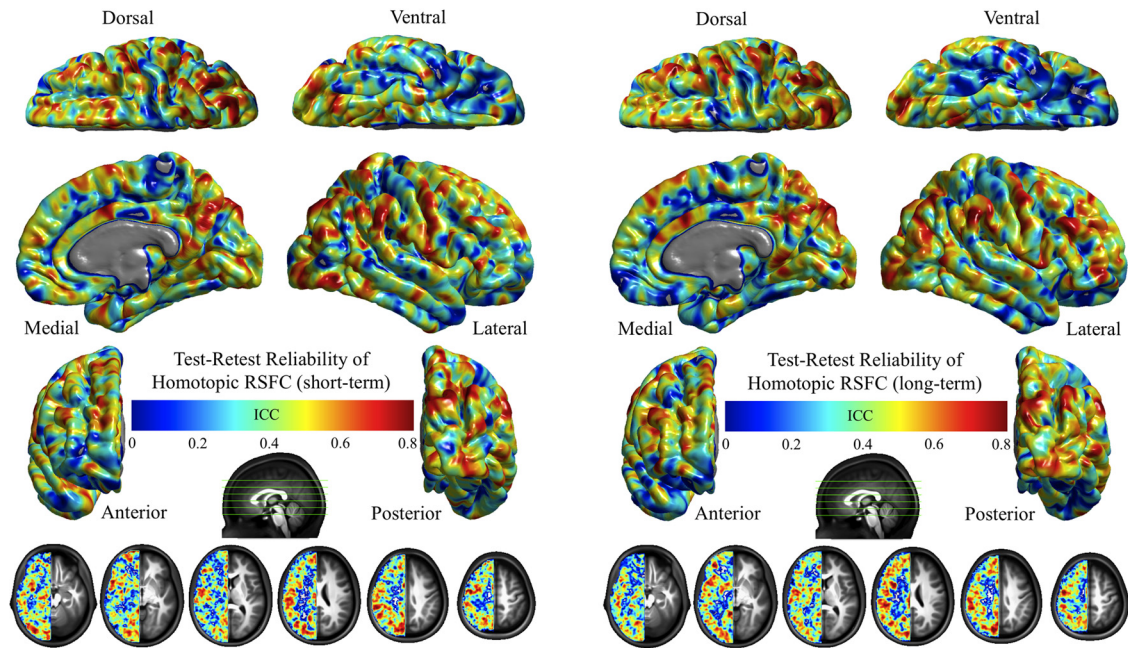 Dorsal
Ventral
Medial
Lateral
Test-Retest Reliability of
Homotopic RSFC (short-term)
ICC
0 0.2 0.4 0.6 0.8
Anterior
Posterior
Dorsal
Ventral
Medial
Lateral
Test-Retest Reliability of
Homotopic RSFC (long-term)
ICC
0 0.2 0.4 0.6 0.8
Anterior
Posterior